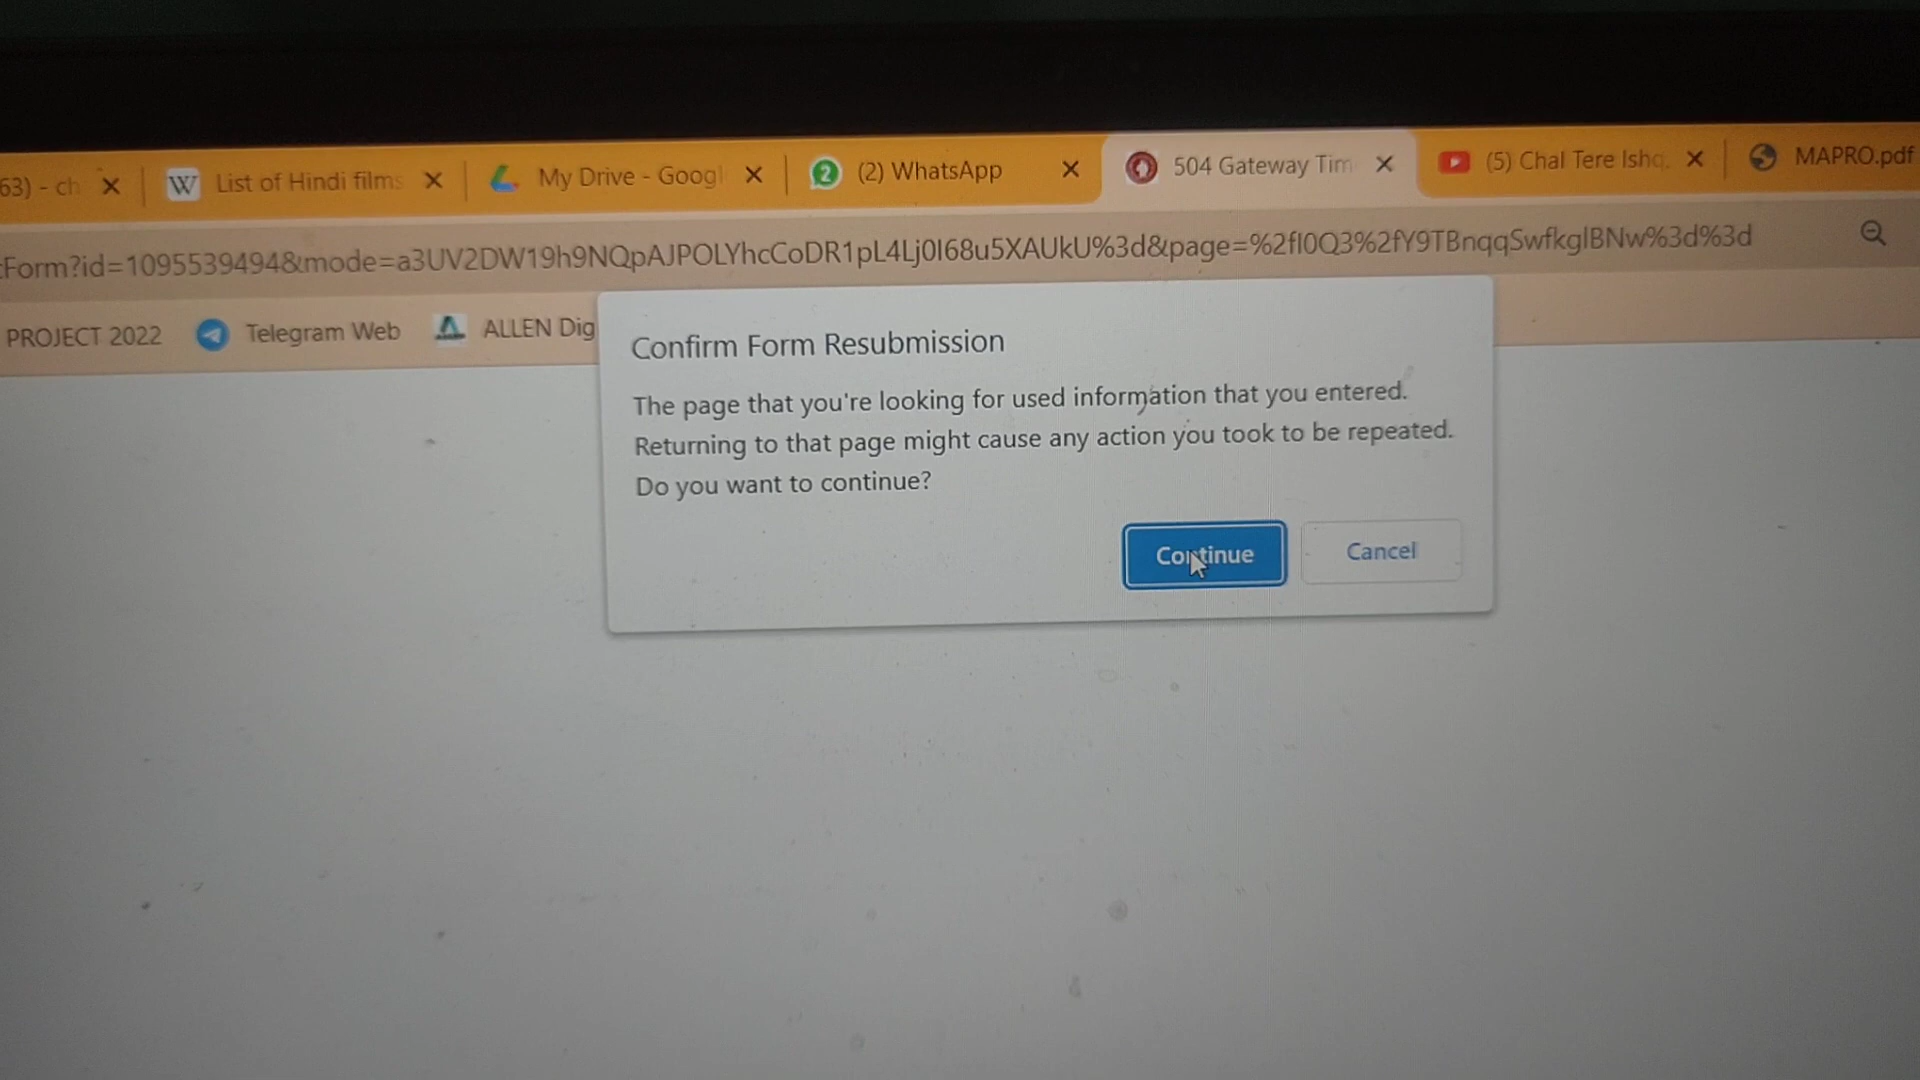 63) - ch
List of Hindi films
My Drive - Googl
2
(2) WhatsApp
504 Gateway Tim
(5) Chal Tere Ishq
MAPRO.pdf
Form?id=1095539494&mode=a3UV2DW19h9NQpAJPOLYhcCoDR1pL4Lj0I68u5XAUkU%3d&page=%2fI0Q3%2fY9TBnqqSwfkglBNw%3d%3d
PROJECT 2022
Telegram Web
ALLEN Dig
Confirm Form Resubmission
The page that you're looking for used information that you entered.
Returning to that page might cause any action you took to be repeated.
Do you want to continue?
Continue
Cancel